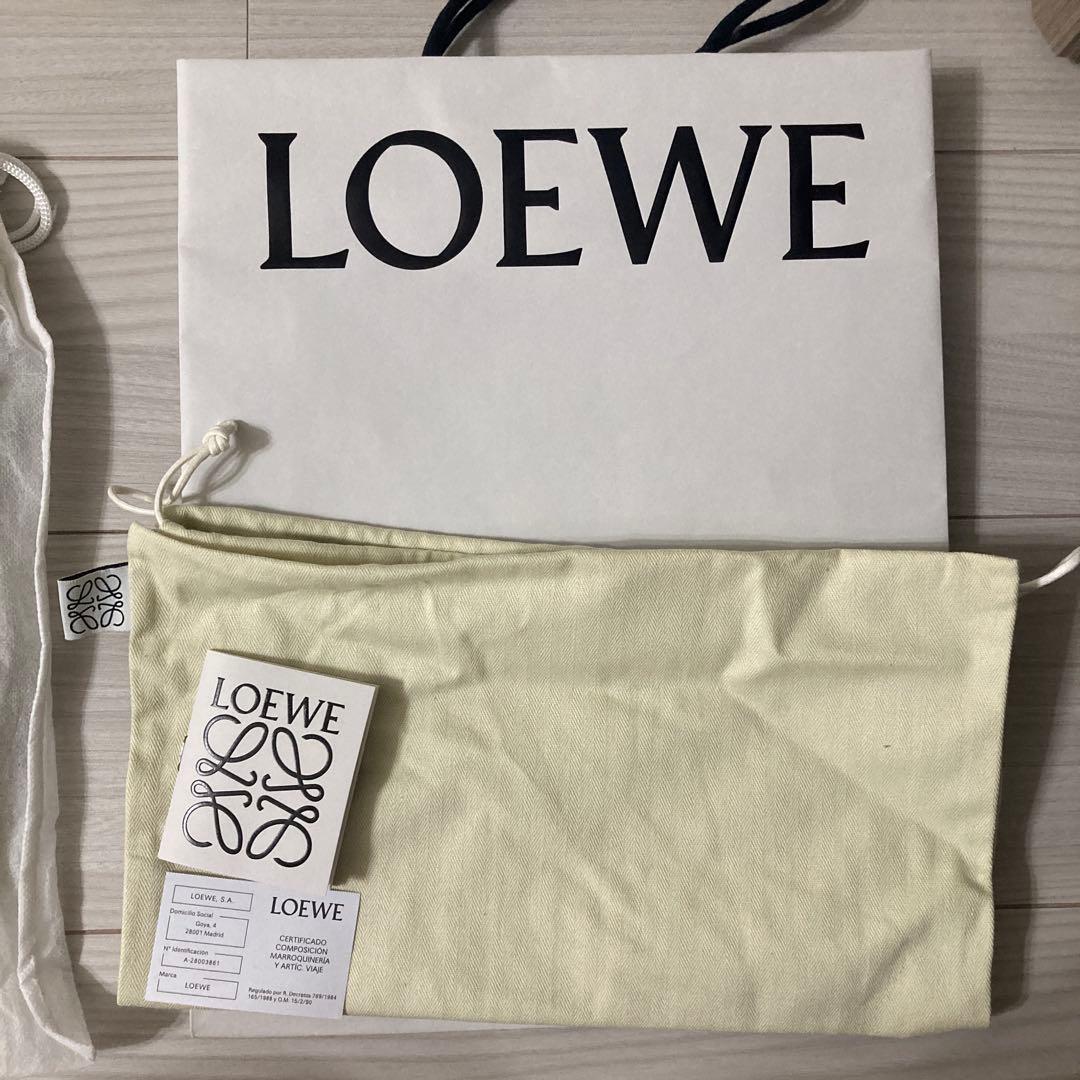 LOEWE
LOEWE
LOEWE, S.A.
Domicilio Social
Goya, 4
28001 Madrid
Nº Identificación
A-28003861
Marca
LOEWE
LOEWE
CERTIFICADO
COMPOSICIÓN
MARROQUINERÍA
Y ARTÍC. VIAJE
Regulado por R. Decretos 769/1984
165/1988 y O.M. 15/2/90